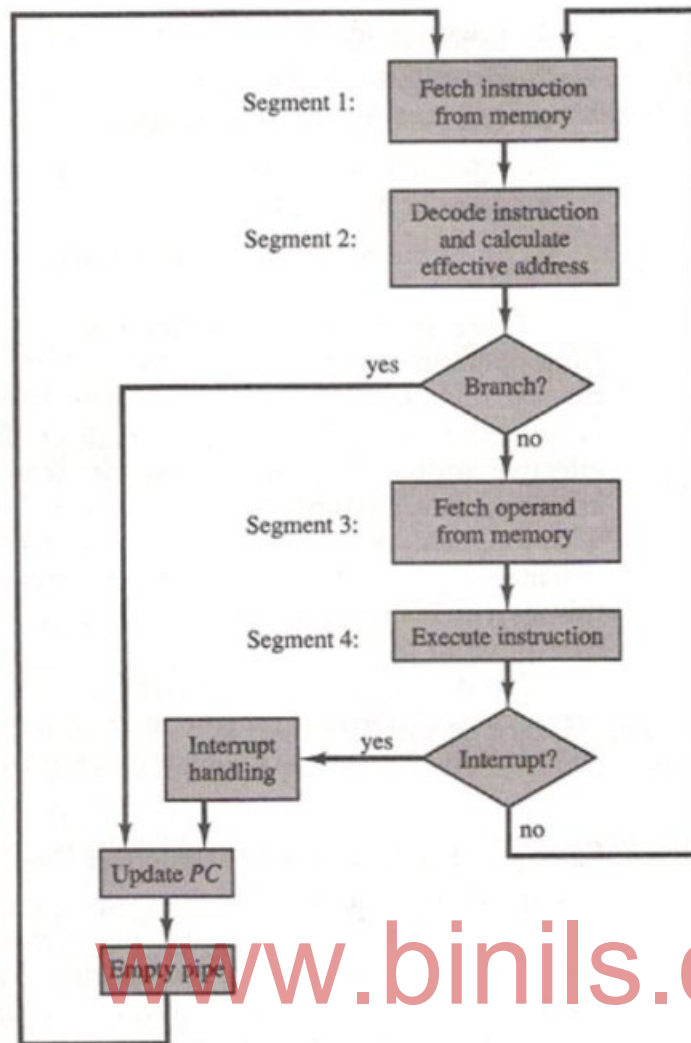 Segment 1:
Fetch instruction
from memory
Segment 2:
Decode instruction
and calculate
effective address
yes
Branch?
no
Segment 3:
Fetch operand
from memory
Segment 4:
Execute instruction
Interrupt
handling
yes
Interrupt?
no
Update PC
Empty pipe
www.binils.c